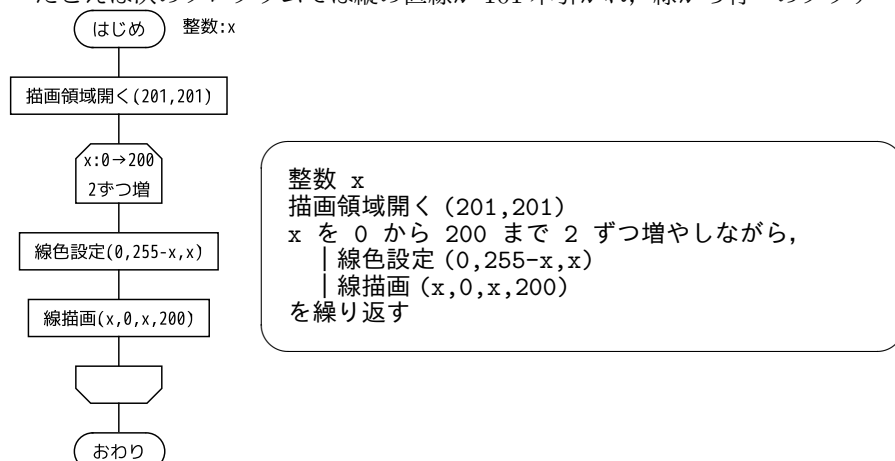 はじめ 整数:x
描画領域開く(201,201)
x:0→200
2ずつ増
線色設定(0,255-x,x)
線描画(x,0,x,200)
おわり
整数 x
描画領域開く(201,201)
x を 0 から 200 まで 2 ずつ増やしながら,
｜線色設定(0,255-x,x)
｜線描画(x,0,x,200)
を繰り返す